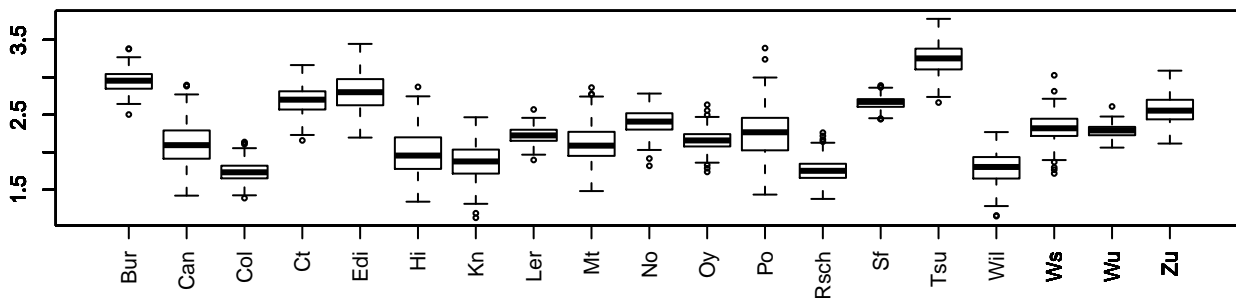 3.5
2.5
1.5
Bur Can Col Ct Edi Hi Kn Ler Mt No Oy Po Rsch Sf Tsu Wil Ws Wu Zu